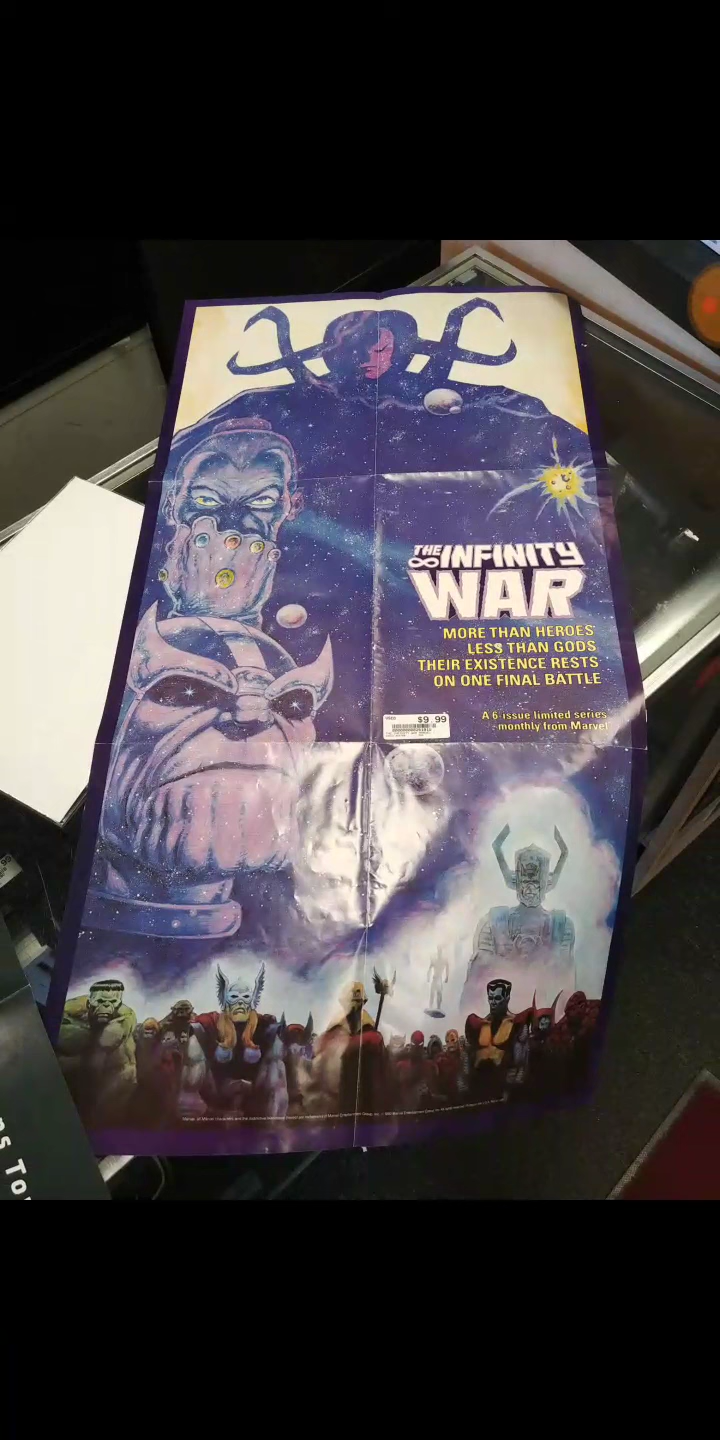 THE INFINITY
WAR
MORE THAN HEROES
LESS THAN GODS
THEIR EXISTENCE RESTS
ON ONE FINAL BATTLE
$9.99
A 6 issue limited series
monthly from Marvel